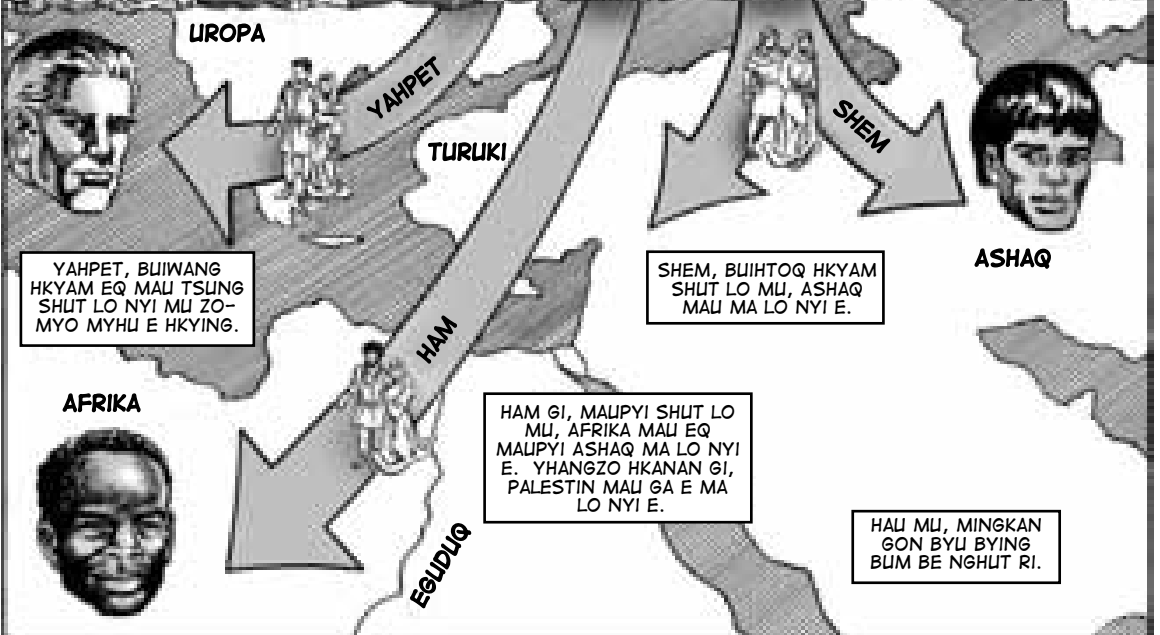 UROPA
YAHPET
TURUKI
SHEM
ASHAQ
YAHPET, BUIWANG
HKYAM EQ MAU TSUNG
SHUT LO NYI MU ZO-
MYO MYHU E HKYING.
SHEM, BUIHTOQ HKYAM
SHUT LO MU, ASHAQ
MAU MA LO NYI E.
HAM
AFRIKA
HAM GI, MAUPYI SHUT LO
MU, AFRIKA MAU EQ
MAUPYI ASHAQ MA LO NYI
E. YHANGZO HKANAN GI,
PALESTIN MAU GA E MA
LO NYI E.
EGUDUQ
HAU MU, MINGKAN
GON BYU BYING
BUM BE NGHUT RI.